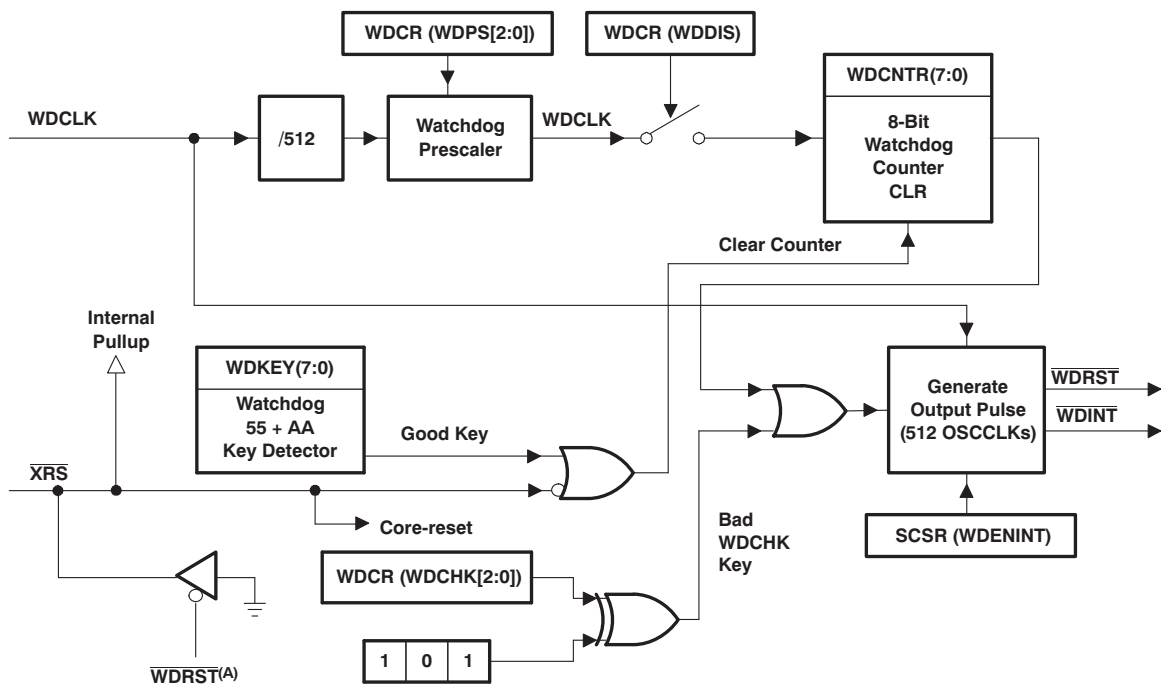 WDCR (WDPS[2:0])
WDCR (WDDIS)
WDCNTR(7:0)
WDCLK
/512
Watchdog
Prescaler
WDCLK
8-Bit
Watchdog
Counter
CLR
Clear Counter
Internal
Pullup
WDKEY(7:0)
Watchdog
55 + AA
Key Detector
Good Key
Generate
Output Pulse
(512 OSCCLKs)
WDRST
WDINT
XRS
Core-reset
Bad
WDCHK
Key
SCSR (WDENINT)
WDCR (WDCHK[2:0])
1 0 1
WDRST(A)